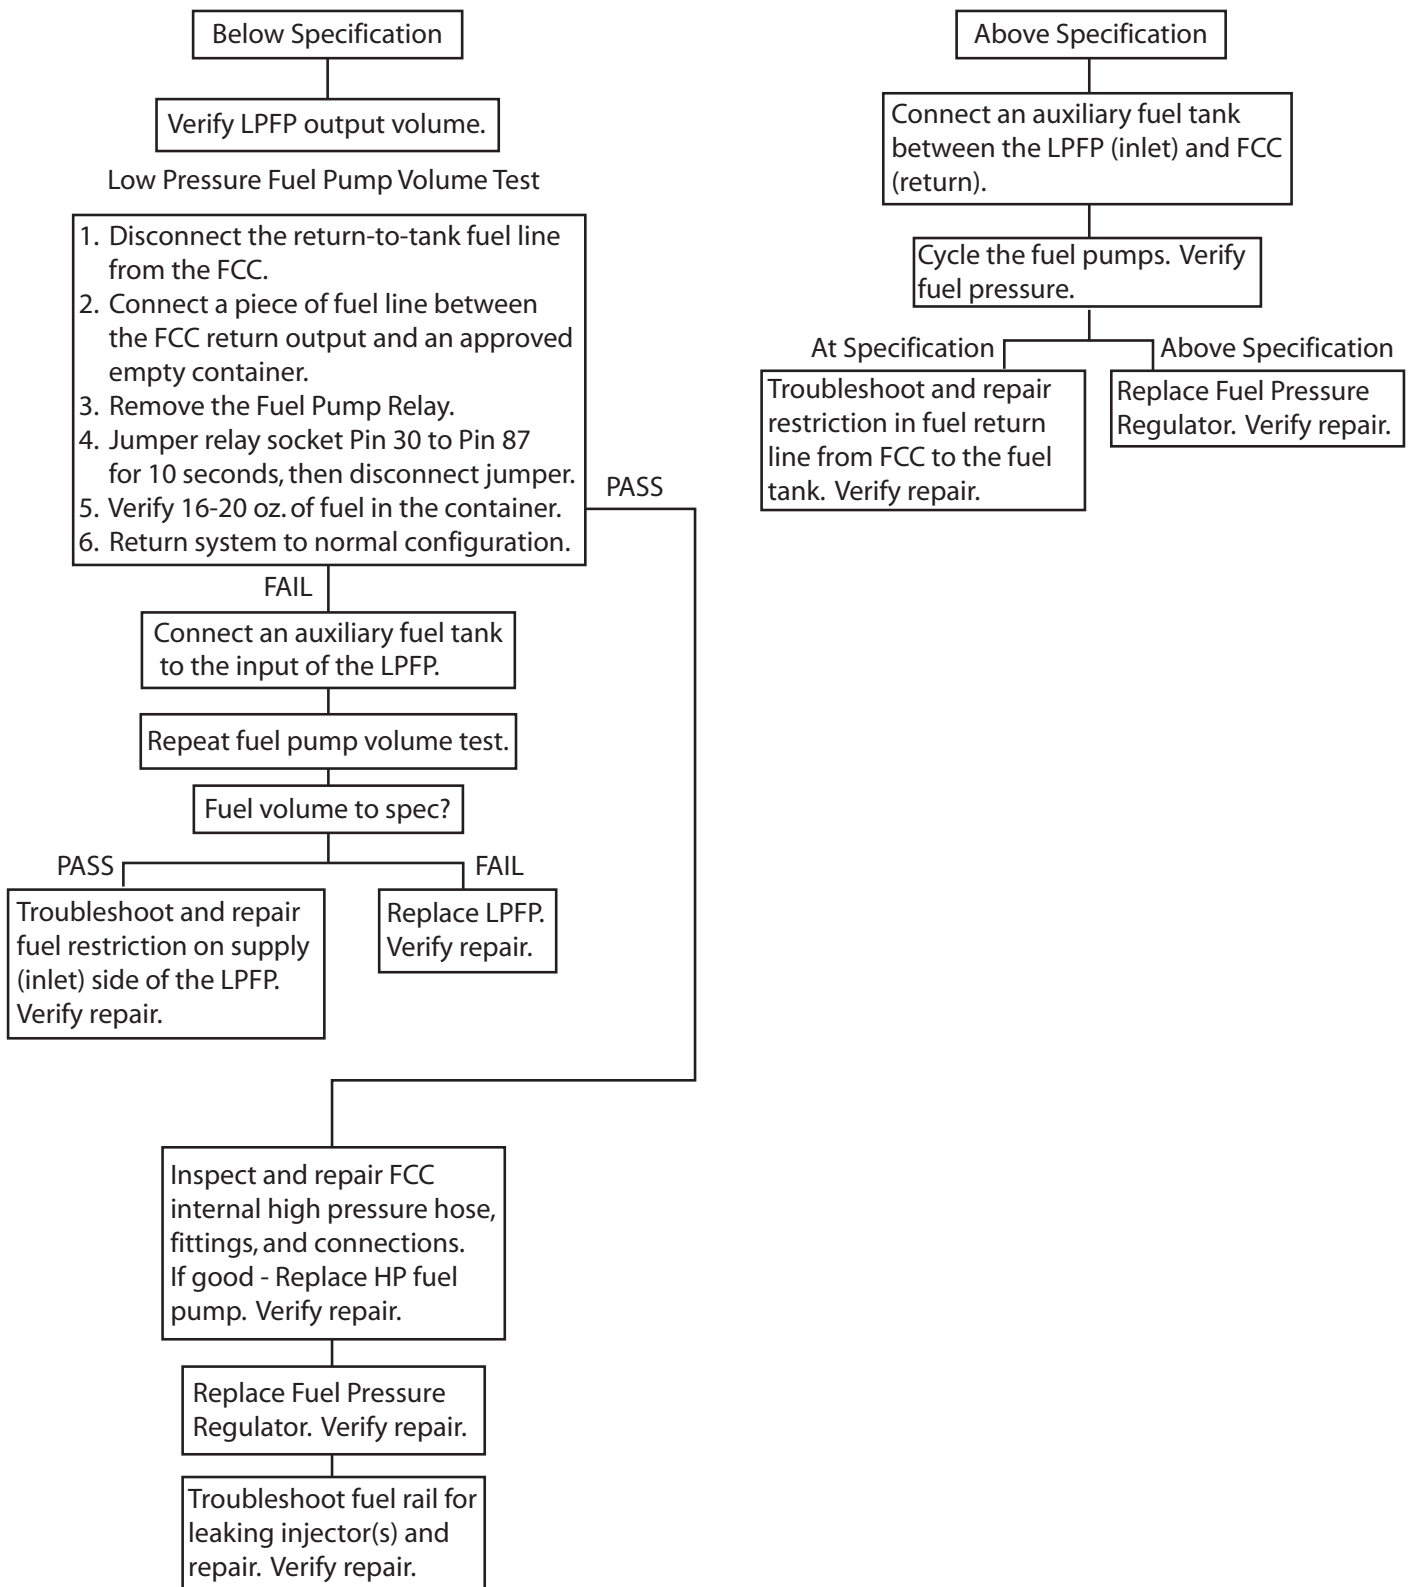 Below Specification
Verify LPFP output volume.
Low Pressure Fuel Pump Volume Test
1. Disconnect the return-to-tank fuel line
from the FCC.
2. Connect a piece of fuel line between
the FCC return output and an approved
empty container.
3. Remove the Fuel Pump Relay.
4. Jumper relay socket Pin 30 to Pin 87
for 10 seconds, then disconnect jumper.
5. Verify 16-20 oz. of fuel in the container.
6. Return system to normal configuration.
PASS
FAIL
Connect an auxiliary fuel tank
to the input of the LPFP.
Repeat fuel pump volume test.
Fuel volume to spec?
PASS
FAIL
Troubleshoot and repair
fuel restriction on supply
(inlet) side of the LPFP.
Verify repair.
Replace LPFP.
Verify repair.
Inspect and repair FCC
internal high pressure hose,
fittings, and connections.
If good - Replace HP fuel
pump. Verify repair.
Replace Fuel Pressure
Regulator. Verify repair.
Troubleshoot fuel rail for
leaking injector(s) and
repair. Verify repair.
Above Specification
Connect an auxiliary fuel tank
between the LPFP (inlet) and FCC
(return).
Cycle the fuel pumps. Verify
fuel pressure.
At Specification
Above Specification
Troubleshoot and repair
restriction in fuel return
line from FCC to the fuel
tank. Verify repair.
Replace Fuel Pressure
Regulator. Verify repair.